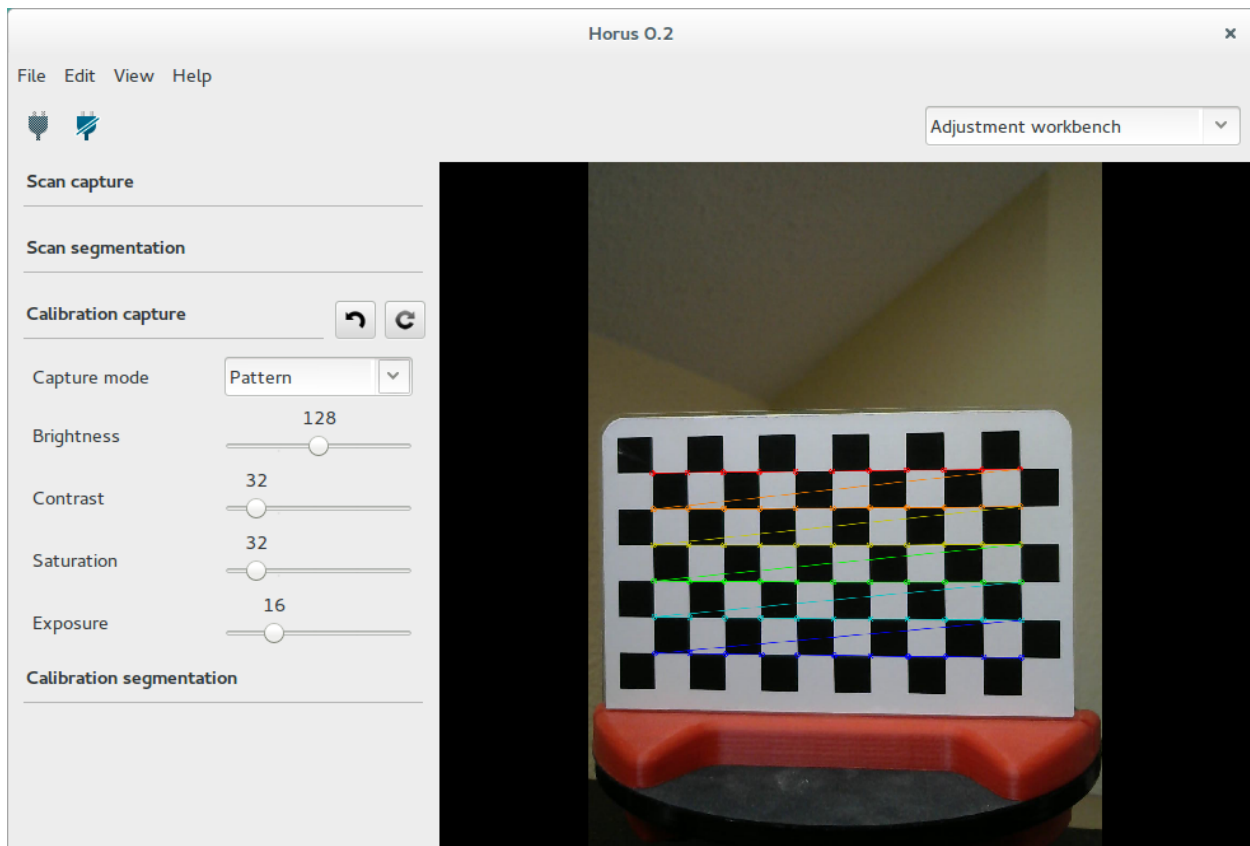 Horus 0.2
File Edit View Help
Adjustment workbench
Scan capture
Scan segmentation
Calibration capture
Capture mode Pattern
128
Brightness
32
Contrast
32
Saturation
16
Exposure
Calibration segmentation